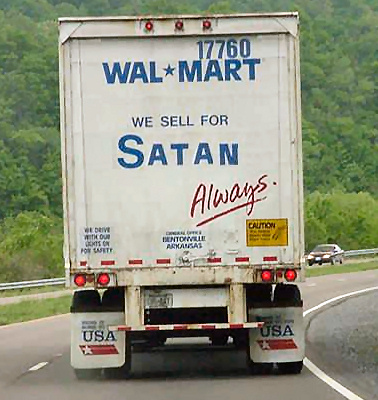 17760
WAL★MART
WE SELL FOR
SATAN
Always.
WE DRIVE
WITH OUR
LIGHTS ON
FOR SAFETY
GENERAL OFFICE
BENTONVILLE
ARKANSAS
CAUTION
USA
USA